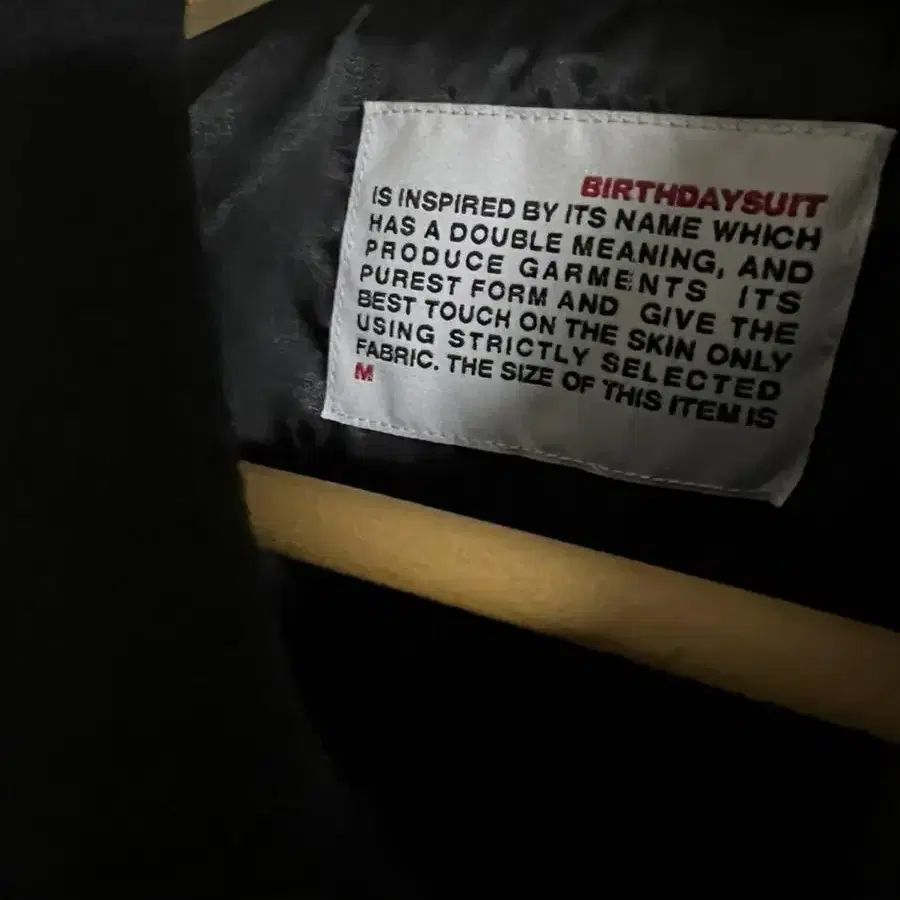 BIRTHDAYSUIT
IS INSPIRED BY ITS NAME WHICH
HAS A DOUBLE MEANING, AND
PRODUCE GARMENTS ITS
PUREST FORM AND GIVE THE
BEST TOUCH ON THE SKIN ONLY
USING STRICTLY SELECTED
FABRIC. THE SIZE OF THIS ITEM IS
M